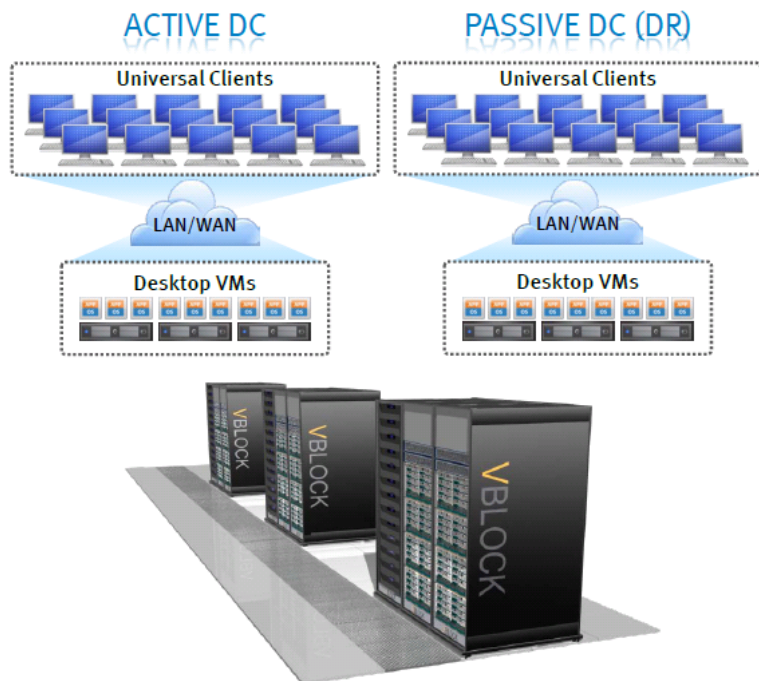 ACTIVE DC
Universal Clients
LAN/WAN
Desktop VMs
PASSIVE DC (DR)
Universal Clients
LAN/WAN
Desktop VMs
VBLOCK
VBLOCK
VBLOCK